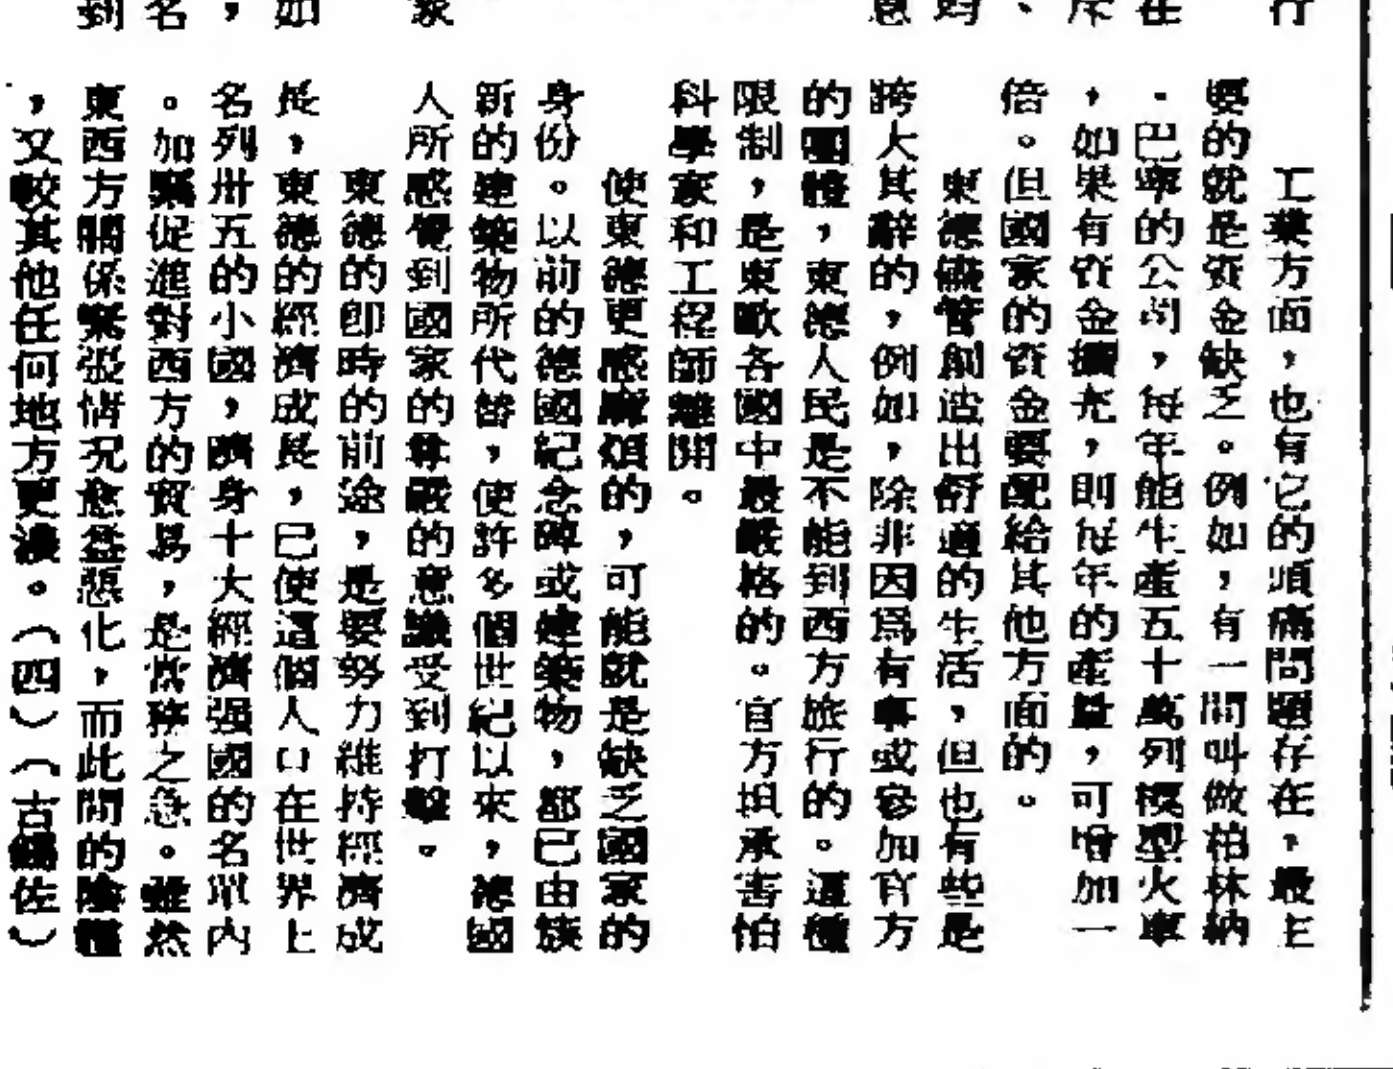 行
在
斥
、
時
意
家
如
，
名
到
工業方面，也有它的頭痛問題存在，最主
要的就是資金缺乏。例如，有一間叫做柏林納
．巴寧的公司，每年能生產五十萬列模型火車
，如果有資金擴充，則每年的產量，可增加一
倍。但國家的資金要配給其他方面的。
東德儘管創造出舒適的生活，但也有些是
誇大其辭的，例如，除非因爲有事或參加官方
的團體，東德人民是不能到西方旅行的。這種
限制，是東歐各國中最嚴格的。官方坦承害怕
科學家和工程師離開。
使東德更感麻煩的，可能就是缺乏國家的
身份。以前的德國紀念碑或建築物，都已由簇
新的建築物所代替，使許多個世紀以來，德國
人所感覺到國家的尊嚴的意識受到打擊。
東德的卽時的前途，是要努力維持經濟成
長，東德的經濟成長，已使這個人口在世界上
名列卅五的小國，躋身十大經濟强國的名單內
。加緊促進對西方的貿易，是當務之急。雖然
東西方關係緊張情況愈益惡化，而此間的陰霾
，又較其他任何地方更濃。（四）（古錫佐）